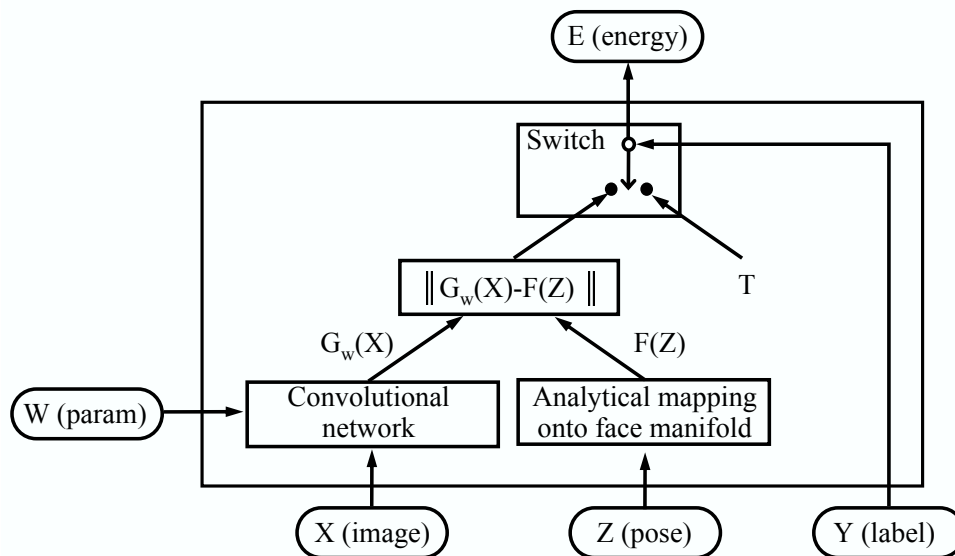 E (energy)
Switch
T
‖ G_w(X)-F(Z) ‖
G_w(X)
F(Z)
W (param)
Convolutional
network
Analytical mapping
onto face manifold
X (image)
Z (pose)
Y (label)